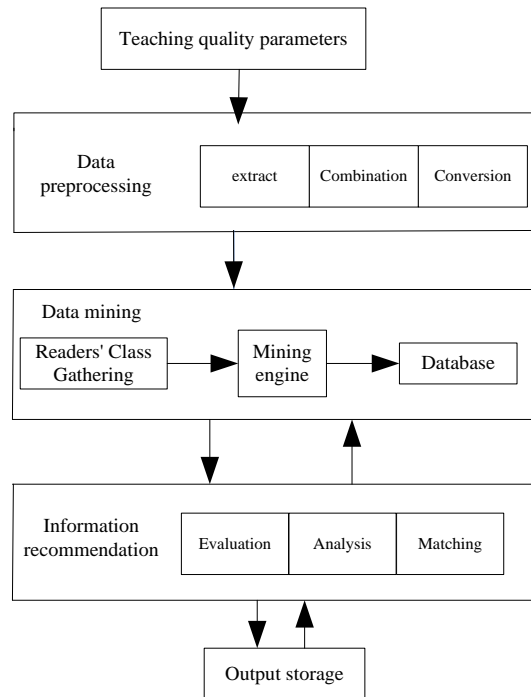 Teaching quality parameters
Data
preprocessing
extract
Combination
Conversion
Data mining
Readers' Class
Gathering
Mining
engine
Database
Information
recommendation
Evaluation
Analysis
Matching
Output storage